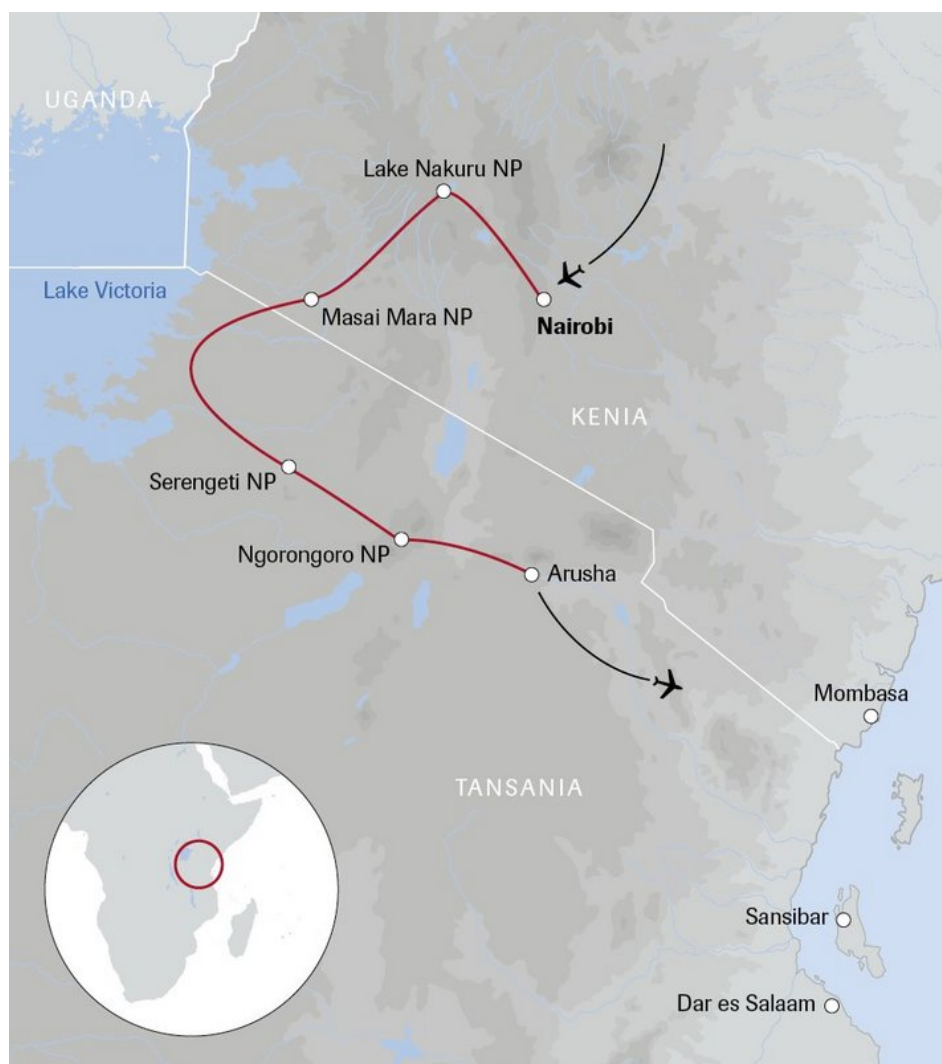 UGANDA
Lake Nakuru NP
Lake Victoria
Masai Mara NP
Nairobi
KENIA
Serengeti NP
Ngorongoro NP
Arusha
Mombasa
TANSANIA
Sansibar
Dar es Salaam